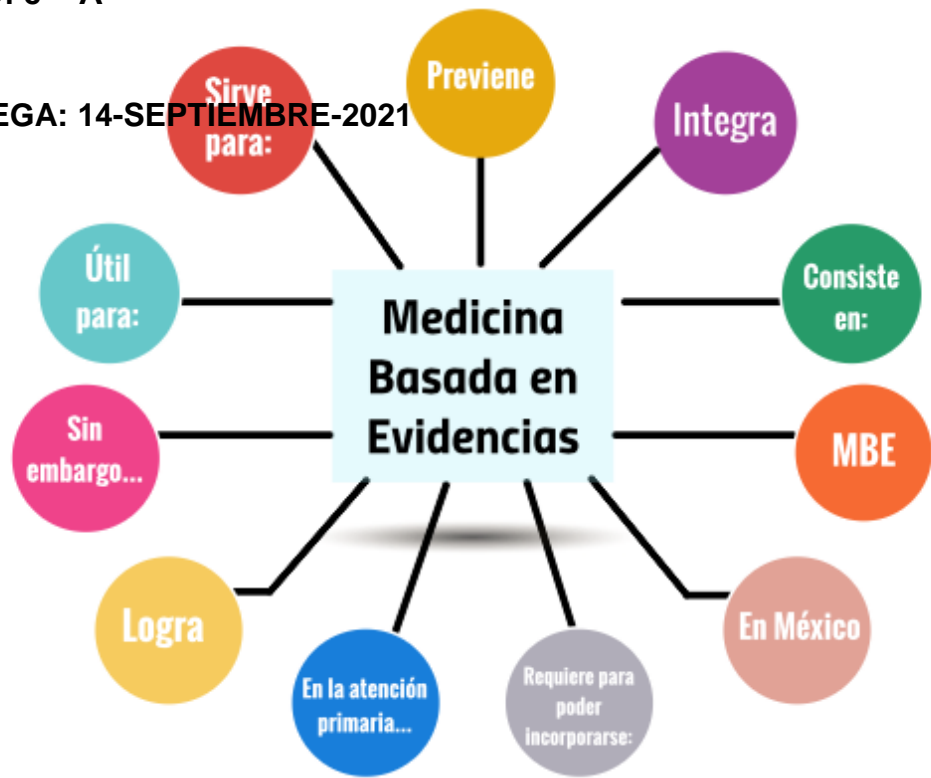 Sirve
para:
EGA: 14-SEPTIEMBRE-2021
Previene
Integra
Útil
para:
Consiste
en:
Medicina
Basada en
Evidencias
Sin
embargo...
MBE
Logra
En México
En la atención
primaria...
Requiere para
poder
incorporarse: